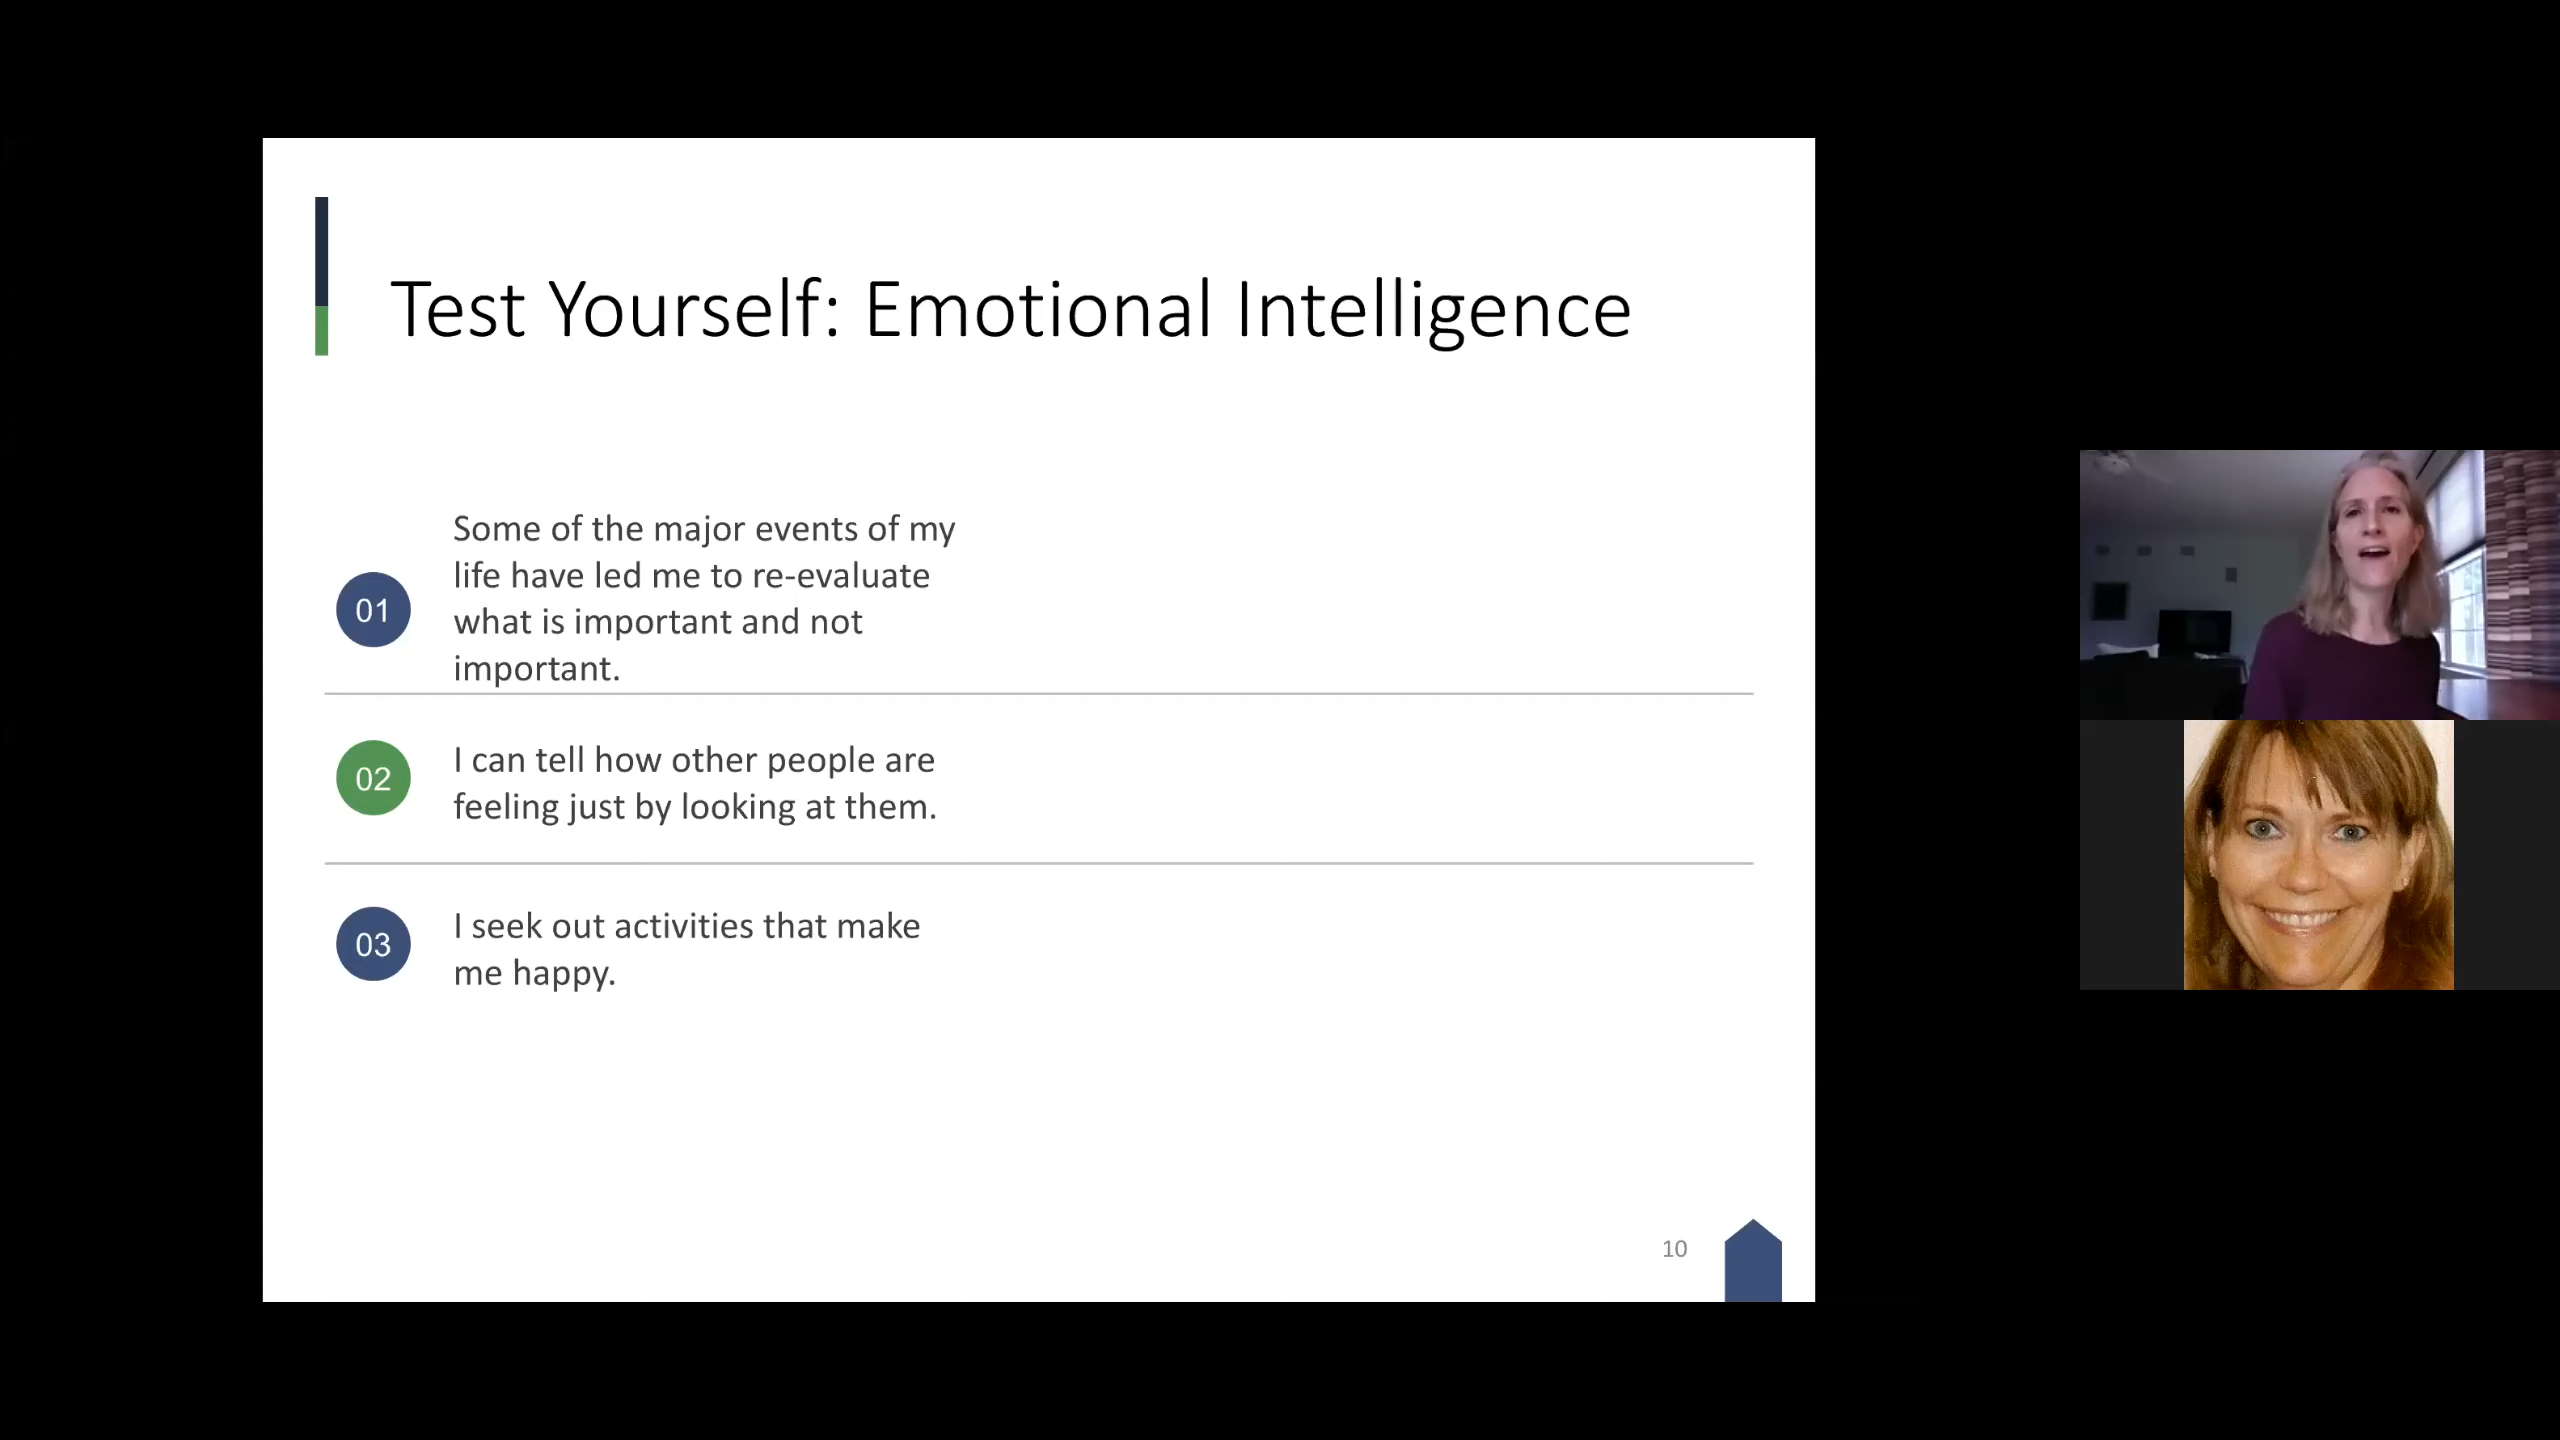 Test Yourself: Emotional Intelligence
01
Some of the major events of my
life have led me to re-evaluate
what is important and not
important.
02
I can tell how other people are
feeling just by looking at them.
03
I seek out activities that make
me happy.
10